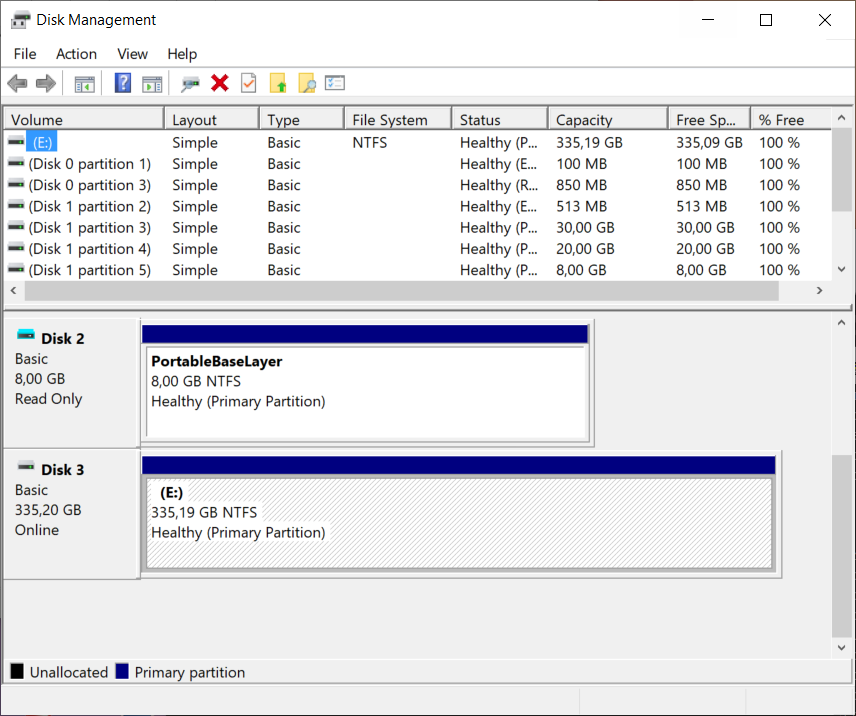 Disk Management
File Action View Help
Volume Layout Type File System Status Capacity Free Sp... % Free
(E:) Simple Basic NTFS Healthy (P... 335,19 GB 335,09 GB 100 %
(Disk 0 partition 1) Simple Basic Healthy (E... 100 MB 100 MB 100 %
(Disk 0 partition 3) Simple Basic Healthy (R... 850 MB 850 MB 100 %
(Disk 1 partition 2) Simple Basic Healthy (E... 513 MB 513 MB 100 %
(Disk 1 partition 3) Simple Basic Healthy (P... 30,00 GB 30,00 GB 100 %
(Disk 1 partition 4) Simple Basic Healthy (P... 20,00 GB 20,00 GB 100 %
(Disk 1 partition 5) Simple Basic Healthy (P... 8,00 GB 8,00 GB 100 %
Disk 2
Basic
8,00 GB
Read Only
PortableBaseLayer
8,00 GB NTFS
Healthy (Primary Partition)
Disk 3
Basic
335,20 GB
Online
(E:)
335,19 GB NTFS
Healthy (Primary Partition)
Unallocated Primary partition